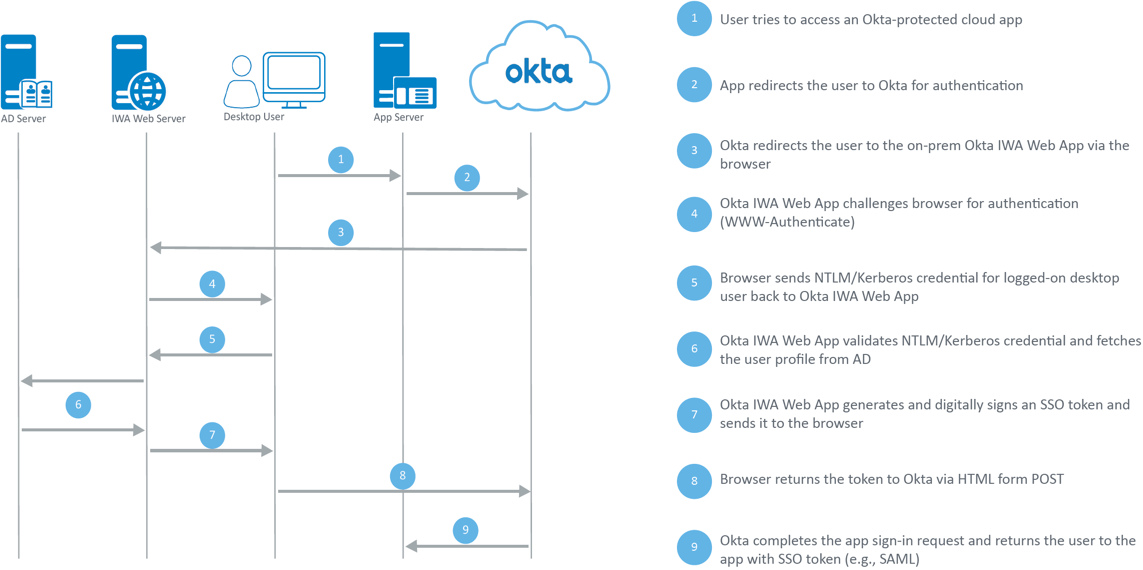 okta
AD Server
IWA Web Server
Desktop User
App Server
1
2
3
4
5
6
7
8
9
1 User tries to access an Okta-protected cloud app
2 App redirects the user to Okta for authentication
3 Okta redirects the user to the on-prem Okta IWA Web App via the
browser
4 Okta IWA Web App challenges browser for authentication
(WWW-Authenticate)
5 Browser sends NTLM/Kerberos credential for logged-on desktop
user back to Okta IWA Web App
6 Okta IWA Web App validates NTLM/Kerberos credential and fetches
the user profile from AD
7 Okta IWA Web App generates and digitally signs an SSO token and
sends it to the browser
8 Browser returns the token to Okta via HTML form POST
9 Okta completes the app sign-in request and returns the user to the
app with SSO token (e.g., SAML)